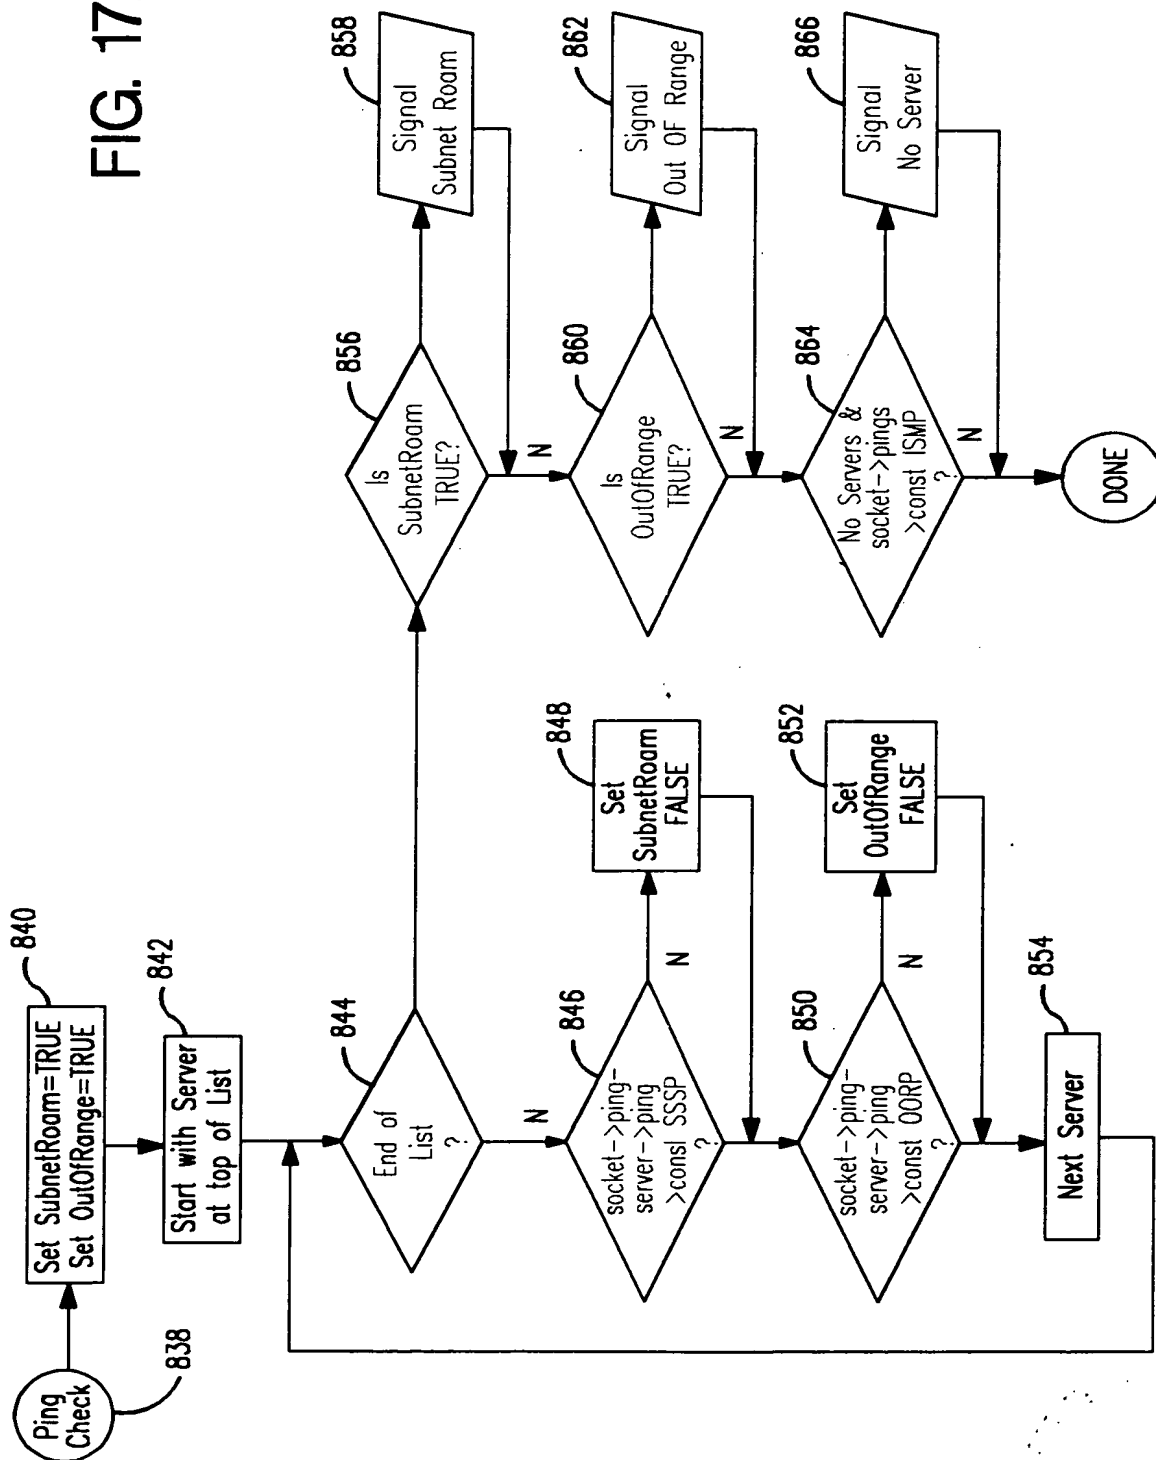 FIG. 17
Ping
Check
838
Set SubnetRoam=TRUE
Set OutOfRange=TRUE
840
Start with Server
at top of List
842
End of
List
?
844
N
socket->ping-
server->ping
>consl SSSP
?
846
N
Set
SubnetRoam
FALSE
848
socket->ping-
server->ping
>const OORP
?
850
N
Set
OutOfRange
FALSE
852
Next Server
854
Is
SubnetRoam
TRUE?
856
N
Signal
Subnet Roam
858
Is
OutOfRange
TRUE?
860
N
Signal
Out OF Range
862
No Servers &
socket->pings
>const ISMP
?
864
N
Signal
No Server
866
DONE